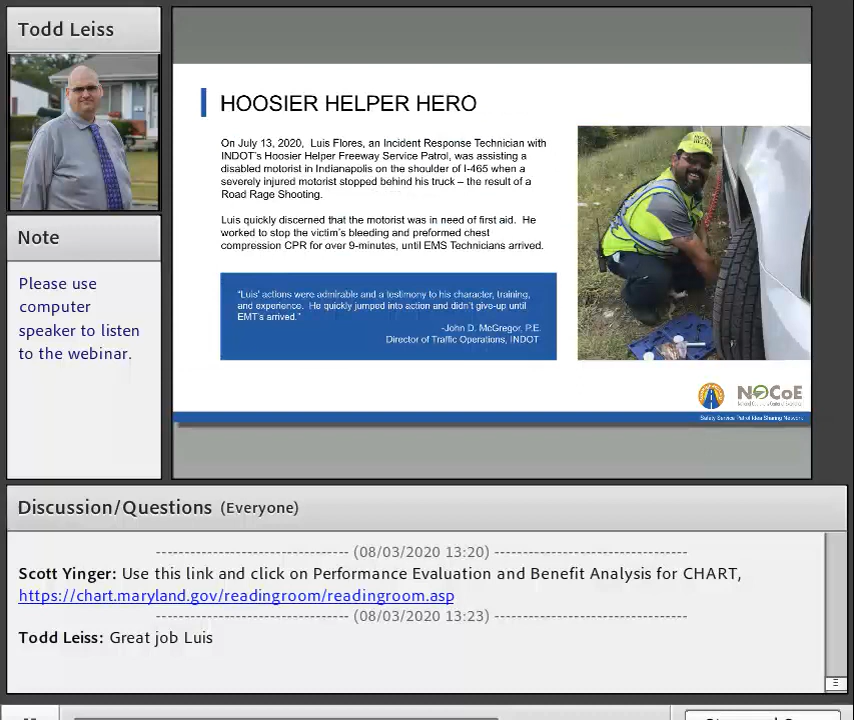 Todd Leiss
Note
Please use
computer
speaker to listen
to the webinar.
HOOSIER HELPER HERO
On July 13, 2020, Luis Flores, an Incident Response Technician with
INDOT's Hoosier Helper Freeway Service Patrol, was assisting a
disabled motorist in Indianapolis on the shoulder of I-465 when a
severely injured motorist stopped behind his truck – the result of a
Road Rage Shooting.
Luis quickly discerned that the motorist was in need of first aid. He
worked to stop the victim's bleeding and preformed chest
compression CPR for over 9-minutes, until EMS Technicians arrived.
"Luis' actions were admirable and a testimony to his character, training,
and experience. He quickly jumped into action and didn't give-up until
EMT's arrived."
-John D. McGregor, P.E.
Director of Traffic Operations, INDOT
NOCoE
Safety Service Patrol Idea Sharing Network
Discussion/Questions (Everyone)
---------------------------------- (08/03/2020 13:20) ----------------------------------
Scott Yinger: Use this link and click on Performance Evaluation and Benefit Analysis for CHART,
https://chart.maryland.gov/readingroom/readingroom.asp
---------------------------------- (08/03/2020 13:23) ----------------------------------
Todd Leiss: Great job Luis